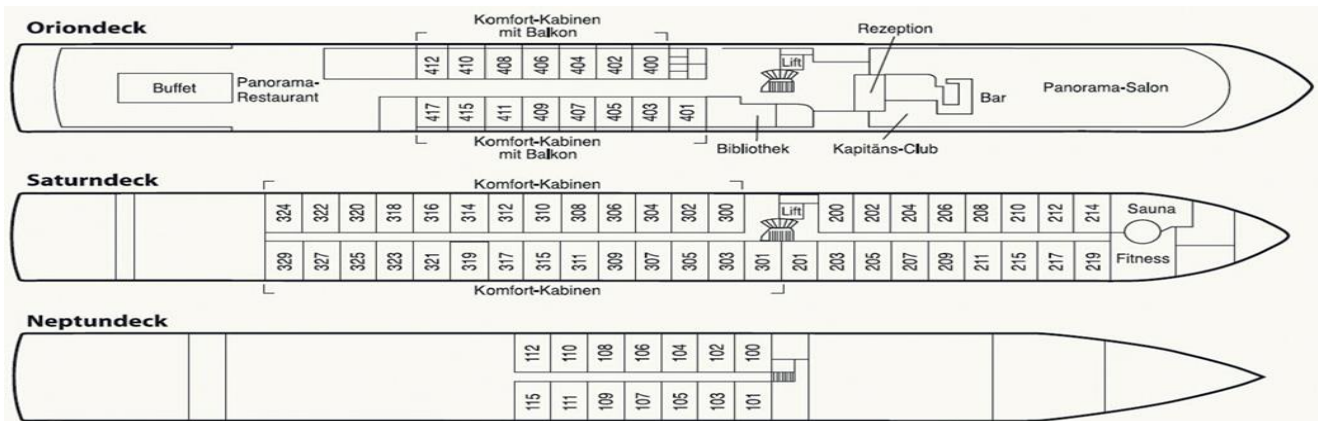 Oriondeck
Komfort-Kabinen
mit Balkon
Rezeption
412 410 408 406 404 402 400
Lift
Buffet
Panorama-
Restaurant
Bar
Panorama-Salon
417 415 411 409 407 405 403 401
Komfort-Kabinen
mit Balkon
Bibliothek
Kapitäns-Club
Saturndeck
Komfort-Kabinen
324 322 320 318 316 314 312 310 308 306 304 302 300
Lift
200 202 204 206 208 210 212 214
Sauna
329 327 325 323 321 319 317 315 311 309 307 305 303 301 201 203 205 207 209 211 215 217 219
Fitness
Komfort-Kabinen
Neptundeck
112 110 108 106 104 102 100
115 111 109 107 105 103 101